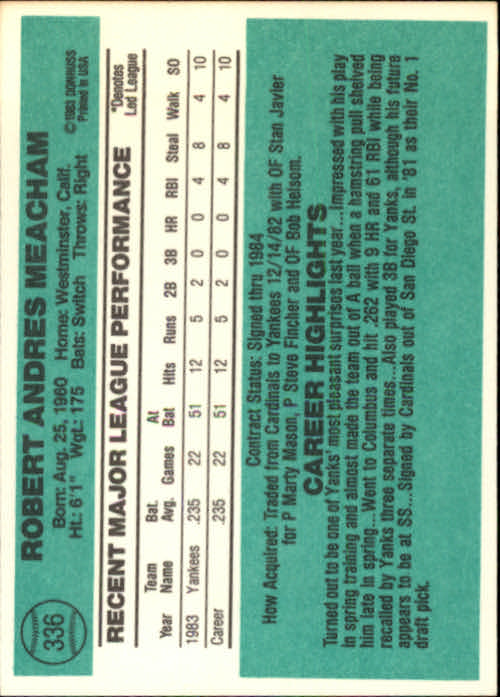 336
ROBERT ANDRES MEACHAM
Born: Aug. 25, 1960 Home: Westminster, Calif.
Ht.: 6'1" Wgt.: 175 Bats: Switch Throws: Right
©1983 DONRUSS
Printed in USA
RECENT MAJOR LEAGUE PERFORMANCE
*Denotes
Led League
Team Bat. At
Year Name Avg. Games Bat Hits Runs 2B 3B HR RBI Steal Walk SO
1983 Yankees .235 22 51 12 5 2 0 0 4 8 4 10
Career .235 22 51 12 5 2 0 0 4 8 4 10
Contract Status: Signed thru 1984
How Acquired: Traded from Cardinals to Yankees 12/14/82 with OF Stan Javier
for P Marty Mason, P Steve Fincher and OF Bob Helsom.
CAREER HIGHLIGHTS
Turned out to be one of Yanks' most pleasant surprises last year...Impressed with his play
in spring training and almost made the team out of A ball when a hamstring pull shelved
him late in spring...Went to Columbus and hit .262 with 9 HR and 61 RBI while being
recalled by Yanks three separate times...Also played 3B for Yanks, although his future
appears to be at SS...Signed by Cardinals out of San Diego St. in '81 as their No. 1
draft pick.